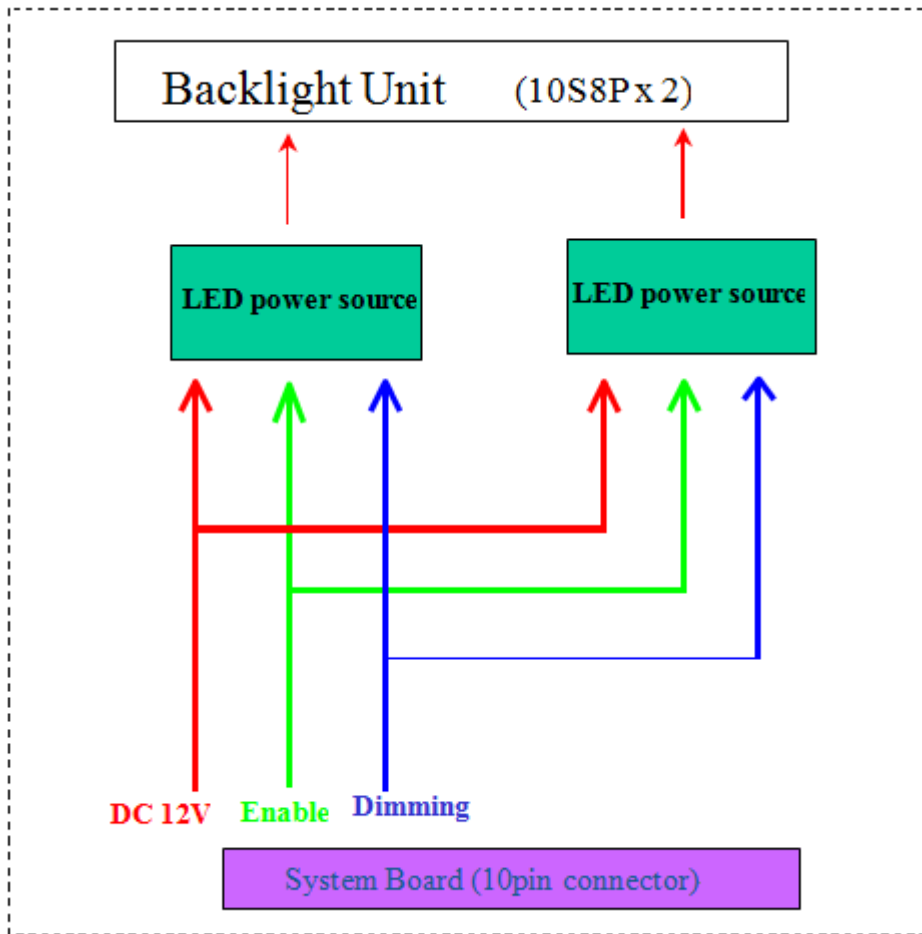 Backlight Unit (10S8P x 2)
LED power source
LED power source
DC 12V Enable Dimming
System Board (10pin connector)